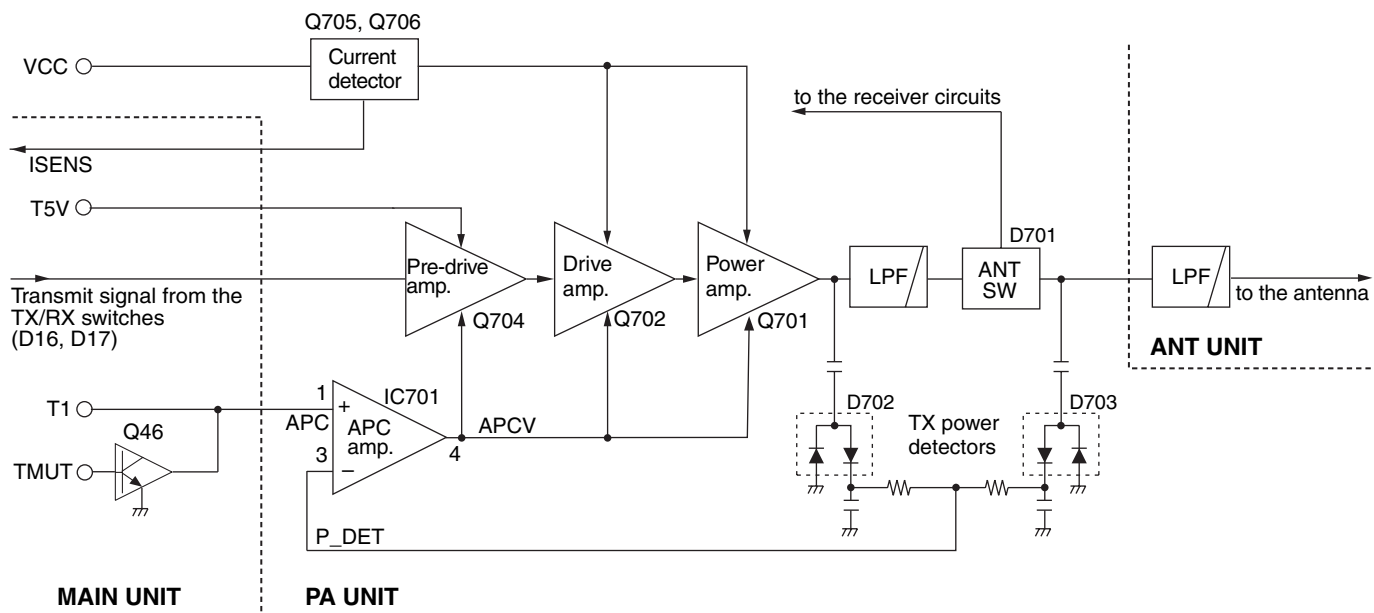 Q705, Q706
VCC
Current
detector
to the receiver circuits
ISENS
T5V
D701
Pre-drive
amp.
Drive
amp.
Power
amp.
LPF
ANT
SW
LPF
to the antenna
Transmit signal from the
TX/RX switches
(D16, D17)
Q704
Q702
Q701
ANT UNIT
1
IC701
T1
APC
+
APC
amp.
APCV
D702
TX power
detectors
D703
Q46
3
–
4
TMUT
P_DET
MAIN UNIT
PA UNIT